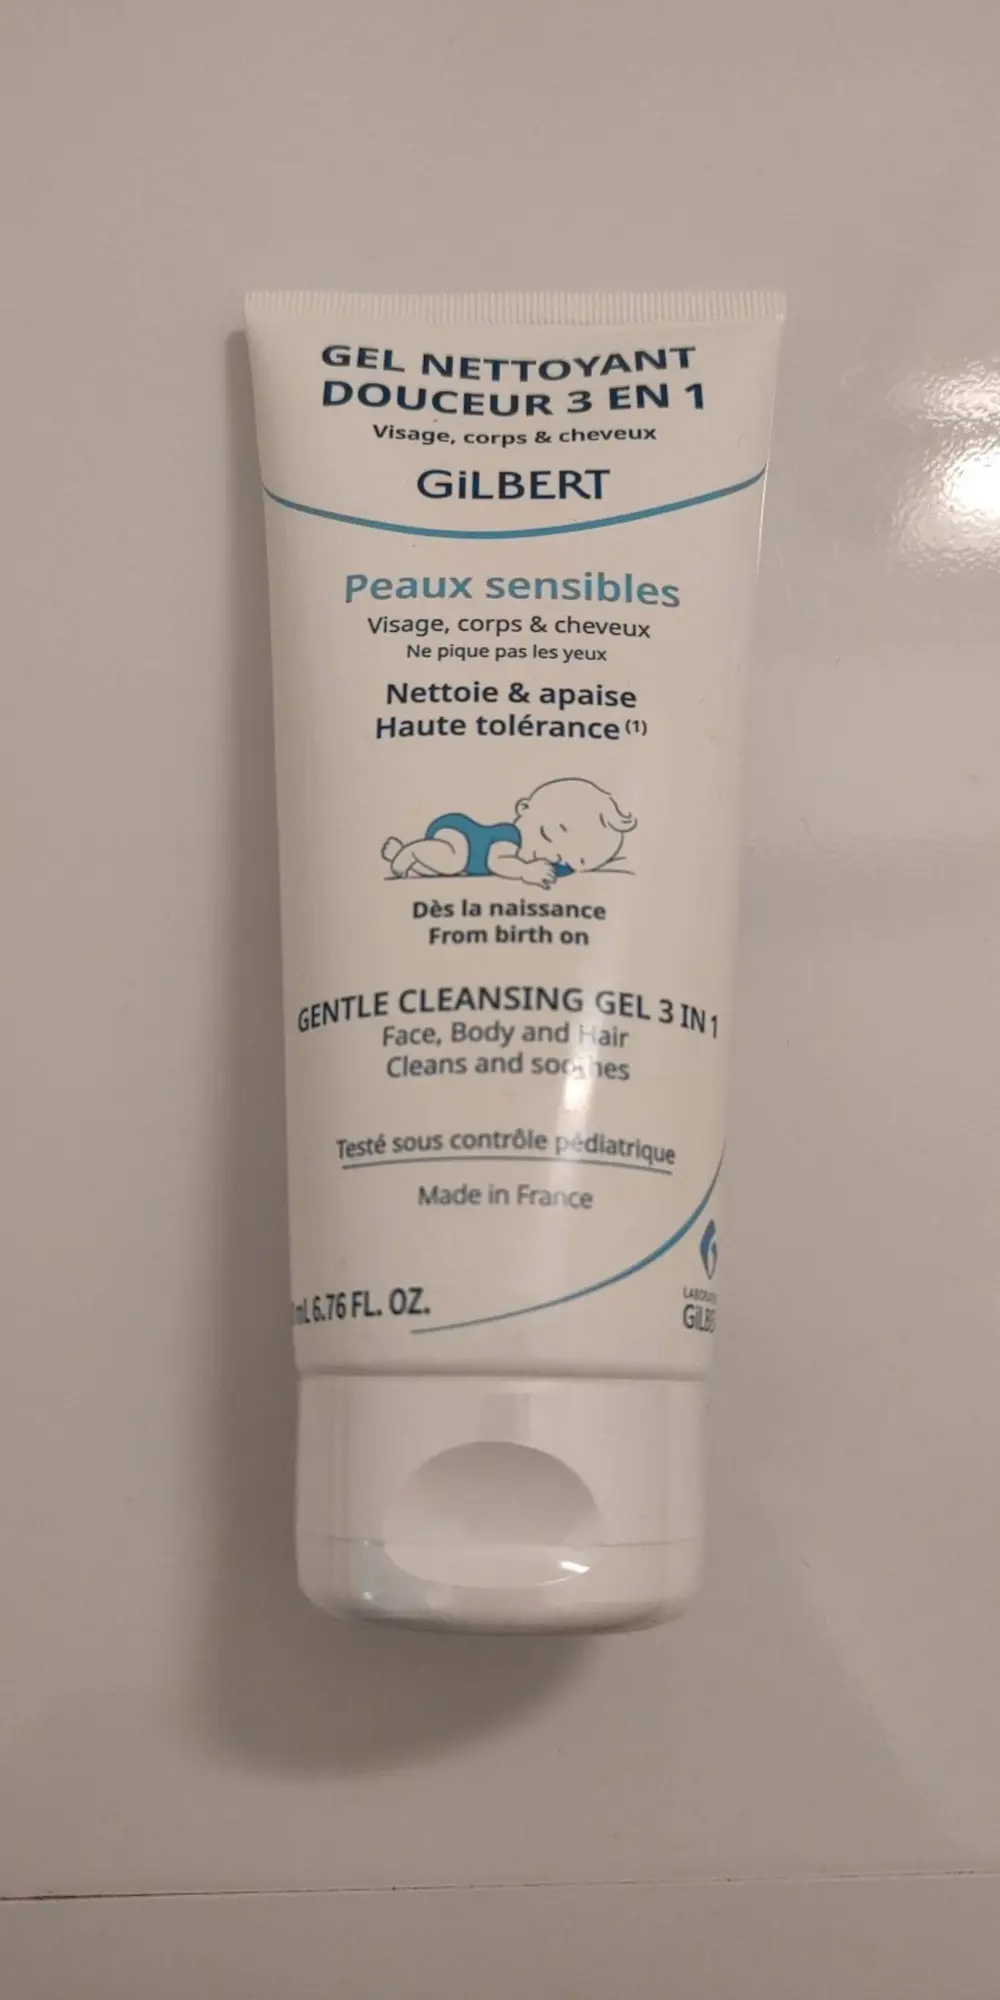 GEL NETTOYANT
DOUCEUR 3 EN 1
Visage, corps & cheveux
GiLBERT
Peaux sensibles
Visage, corps & cheveux
Ne pique pas les yeux
Nettoie & apaise
Haute tolérance (1)
Dès la naissance
From birth on
GENTLE CLEANSING GEL 3 IN 1
Face, Body and Hair
Cleans and soothes
Testé sous contrôle pédiatrique
Made in France
mL 6.76 FL. OZ.